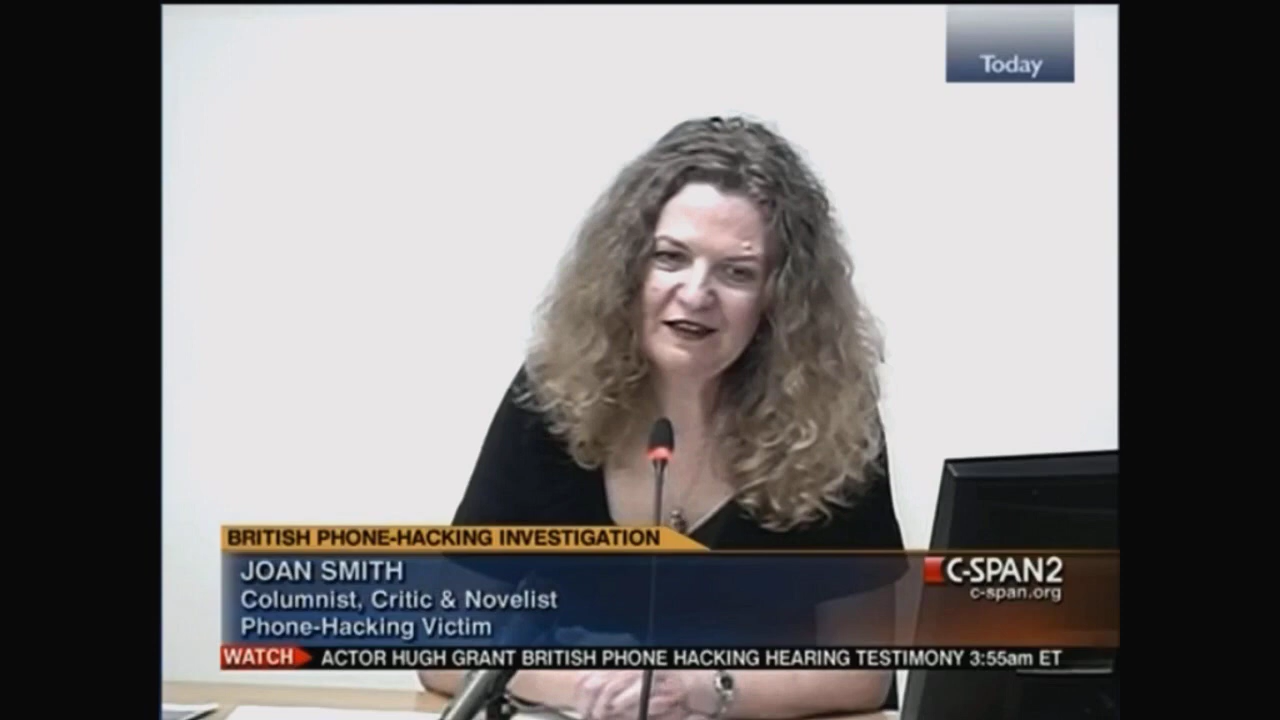 Today
BRITISH PHONE-HACKING INVESTIGATION
JOAN SMITH
Columnist, Critic & Novelist
Phone-Hacking Victim
C-SPAN2
c-span.org
WATCH ACTOR HUGH GRANT BRITISH PHONE HACKING HEARING TESTIMONY 3:55am ET